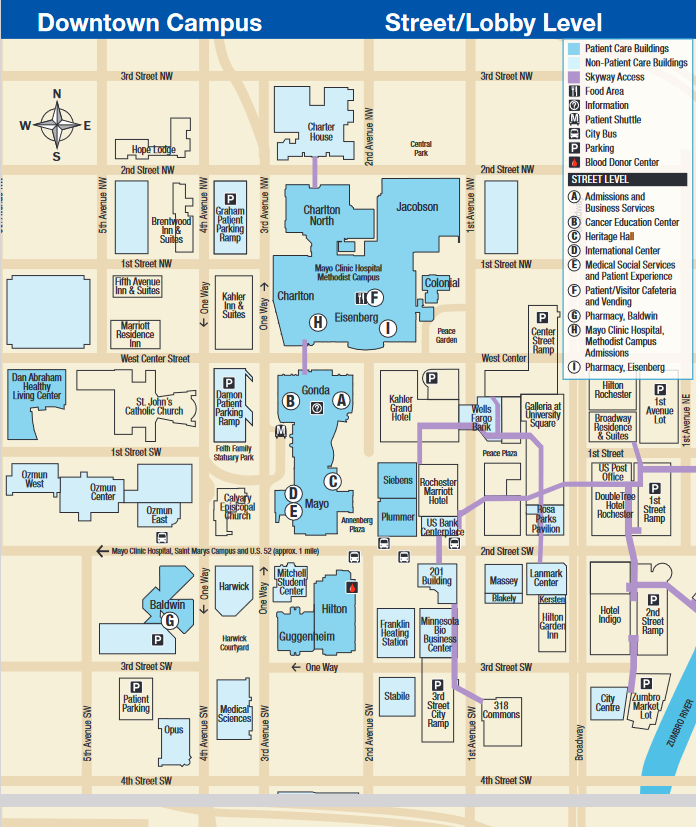 Downtown Campus
Street/Lobby Level
Patient Care Buildings
Non-Patient Care Buildings
Skyway Access
Food Area
Information
Patient Shuttle
City Bus
Parking
Blood Donor Center
STREET LEVEL
A Admissions and
Business Services
B Cancer Education Center
C Heritage Hall
D International Center
E Medical Social Services
and Patient Experience
F Patient/Visitor Cafeteria
and Vending
G Pharmacy, Baldwin
H Mayo Clinic Hospital,
Methodist Campus
Admissions
I Pharmacy, Eisenberg
3rd Street NW
3rd Street NW
N
W E
S
Hope Lodge
Charter
House
2nd Avenue NW
Central
Park
2nd Street NW
2nd Street NW
5th Avenue NW
Brentwood
Inn &
Suites
4th Avenue NW
P
Graham
Patient
Parking
Ramp
3rd Avenue NW
Charlton
North
Jacobson
1st Avenue NW
1st Street NW
1st Street NW
Mayo Clinic Hospital
Methodist Campus
Fifth Avenue
Inn & Suites
One Way
Kahler
Inn &
Suites
One Way
Charlton
F
Colonial
Eisenberg
H
I
Marriott
Residence
Inn
Peace
Garden
P
Center
Street
Ramp
West Center Street
West Center
Dan Abraham
Healthy
Living Center
St. John's
Catholic Church
P
Damon
Patient
Parking
Ramp
Gonda
B
A
M
Kahler
Grand
Hotel
P
Wells
Fargo
Bank
Galleria at
University
Square
Hilton
Rochester
Broadway
Residence
& Suites
P
1st
Avenue
Lot
1st Avenue NE
1st Street SW
Feith Family
Statuary Park
Peace Plaza
1st Street
Ozmun
West
Ozmun
Center
Ozmun
East
Calvary
Episcopal
Church
C
D
E
Mayo
Annenberg
Plaza
Siebens
Plummer
Rochester
Marriott
Hotel
US Bank
Centerplace
Rosa
Parks
Pavilion
US Post
Office
DoubleTree
Hotel
Rochester
P
1st
Street
Ramp
Mayo Clinic Hospital, Saint Marys Campus and U.S. 52 (approx. 1 mile)
2nd Street SW
Baldwin
G
P
One Way
Harwick
Harwick
Courtyard
One Way
Mitchell
Student
Center
Hilton
Guggenheim
201
Building
Franklin
Heating
Station
Minnesota
Bio
Business
Center
Massey
Blakely
Lanmark
Center
Kersten
Hilton
Garden
Inn
Hotel
Indigo
P
2nd
Street
Ramp
3rd Street SW
One Way
3rd Street SW
P
Patient
Parking
Opus
Medical
Sciences
5th Avenue SW
4th Avenue SW
3rd Avenue SW
2nd Avenue SW
Stabile
P
3rd
Street
City
Ramp
1st Avenue SW
318
Commons
Broadway
City
Centre
P
Zumbro
Market
Lot
ZUMBRO RIVER
4th Street SW
4th Street SW